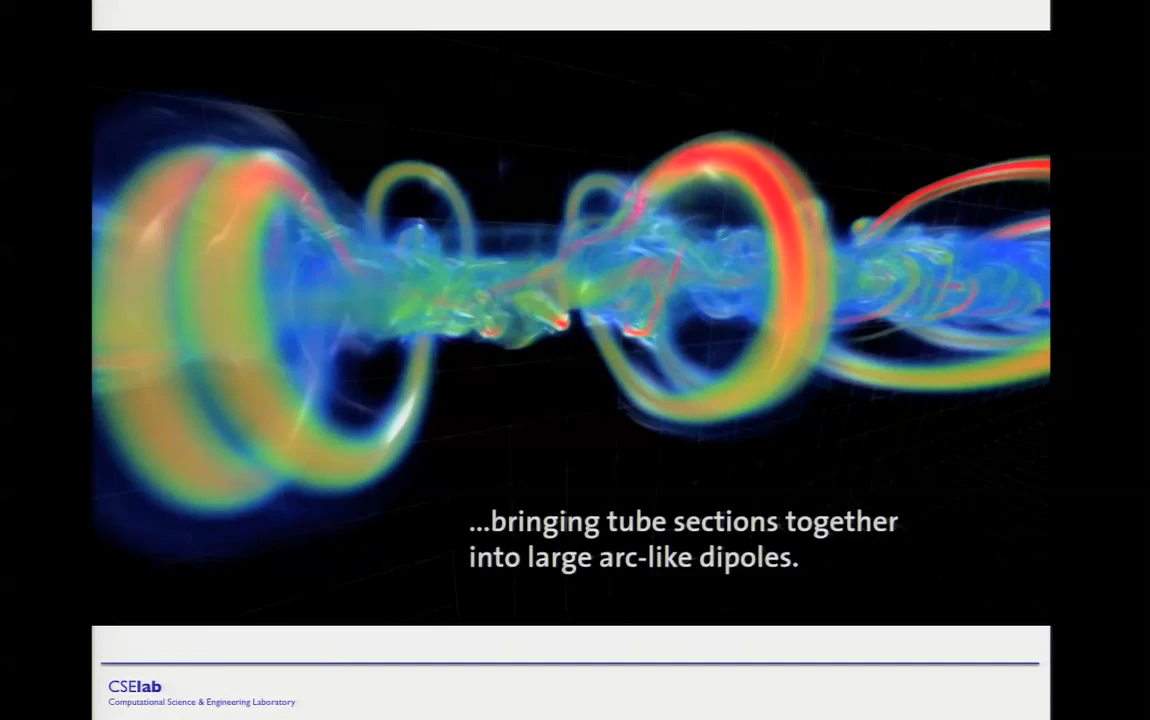 ...bringing tube sections together
into large arc-like dipoles.
CSElab
Computational Science & Engineering Laboratory